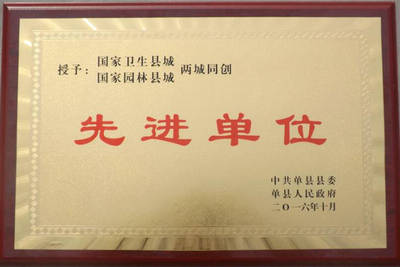 国家卫生县城
授予：
两城同创
国家园林县城
先进单位
中共单县县委
单县人民政府
二〇一六年十月